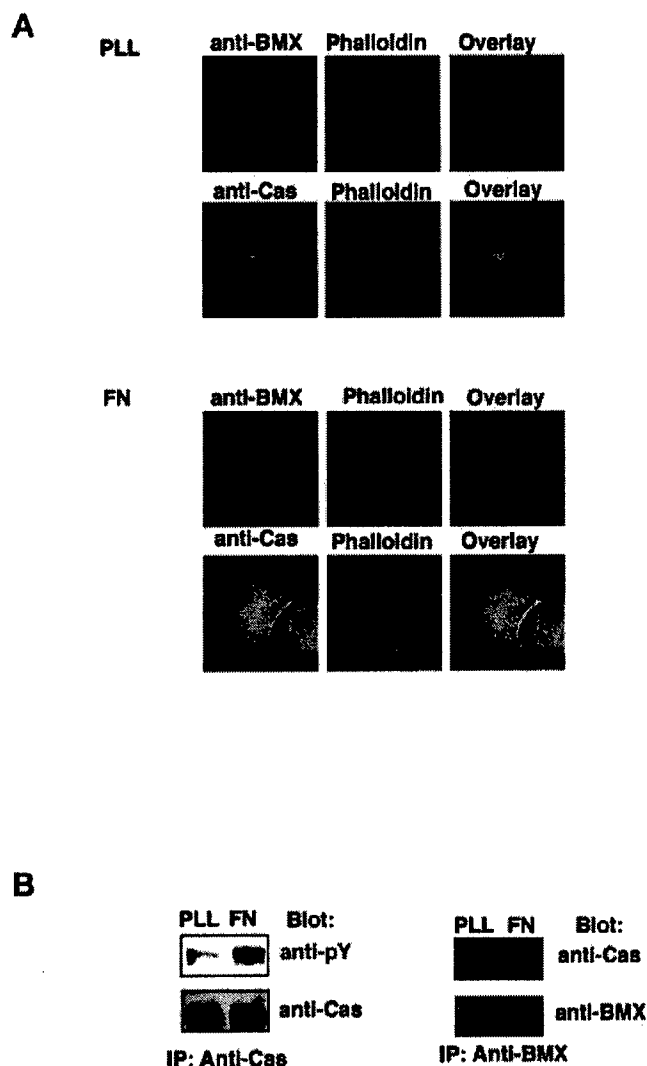 A
PLL
anti-BMX Phalloidin Overlay
anti-Cas Phalloidin Overlay
FN
anti-BMX Phalloidin Overlay
anti-Cas Phalloidin Overlay
B
PLL FN Blot:
anti-pY
anti-Cas
IP: Anti-Cas
PLL FN Blot:
anti-Cas
anti-BMX
IP: Anti-BMX